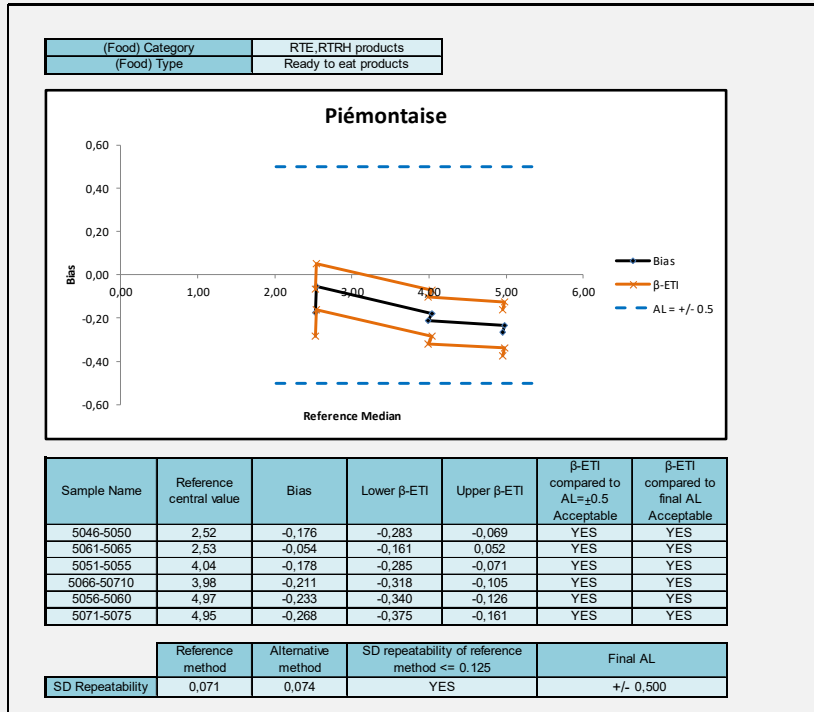 (Food) Category RTE,RTRH products
(Food) Type Ready to eat products
Piémontaise
0,60
0,40
0,20
0,00
-0,20
-0,40
-0,60
0,00 1,00 2,00 3,00 4,00 5,00 6,00
Bias
Reference Median
Bias
β-ETI
AL = +/- 0.5
Sample Name Reference central value Bias Lower β-ETI Upper β-ETI β-ETI compared to AL=±0.5 Acceptable β-ETI compared to final AL Acceptable
5046-5050 2,52 -0,176 -0,283 -0,069 YES YES
5061-5065 2,53 -0,054 -0,161 0,052 YES YES
5051-5055 4,04 -0,178 -0,285 -0,071 YES YES
5066-50710 3,98 -0,211 -0,318 -0,105 YES YES
5056-5060 4,97 -0,233 -0,340 -0,126 YES YES
5071-5075 4,95 -0,268 -0,375 -0,161 YES YES
Reference method Alternative method SD repeatability of reference method <= 0.125 Final AL
SD Repeatability 0,071 0,074 YES +/- 0,500